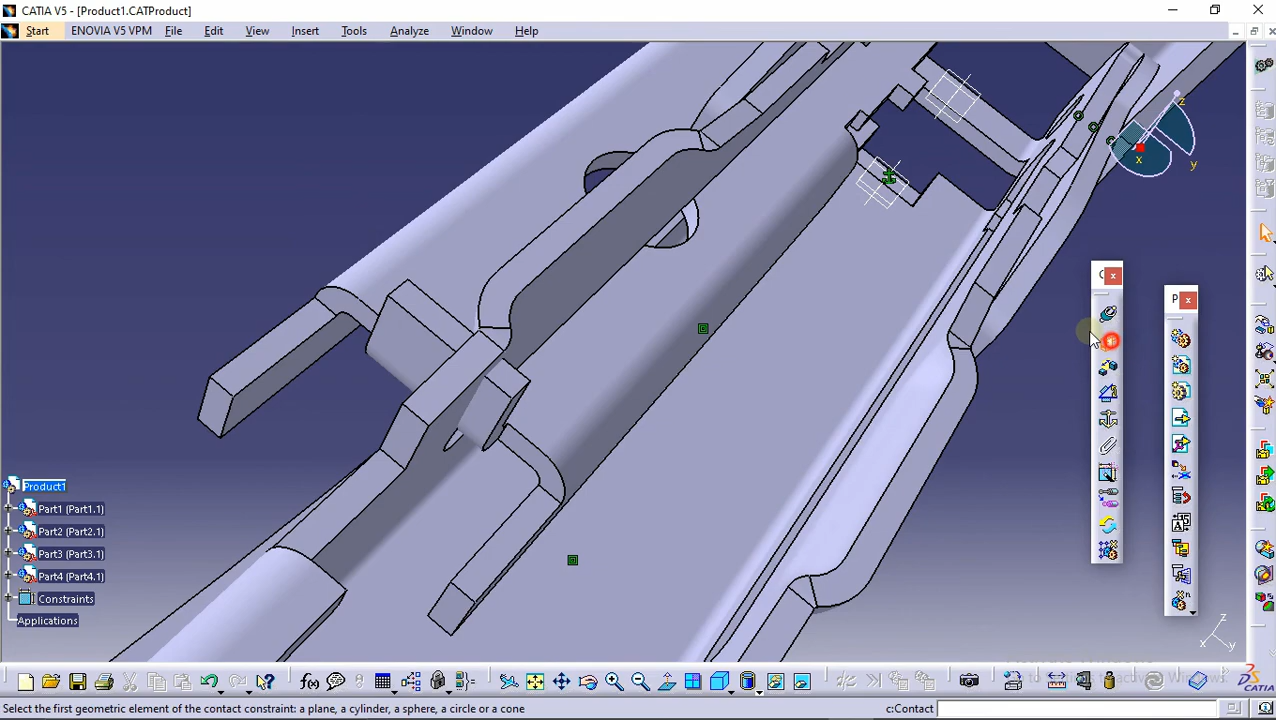 CATIA V5 - [Product1.CATProduct]
Start ENOVIA V5 VPM File Edit View Insert Tools Analyze Window Help
z
x
y
C
P
Product1
Part1 (Part1.1)
Part2 (Part2.1)
Part3 (Part3.1)
Part4 (Part4.1)
Constraints
Applications
z
x y
f(x)
CATIA
Select the first geometric element of the contact constraint: a plane, a cylinder, a sphere, a circle or a cone
c:Contact